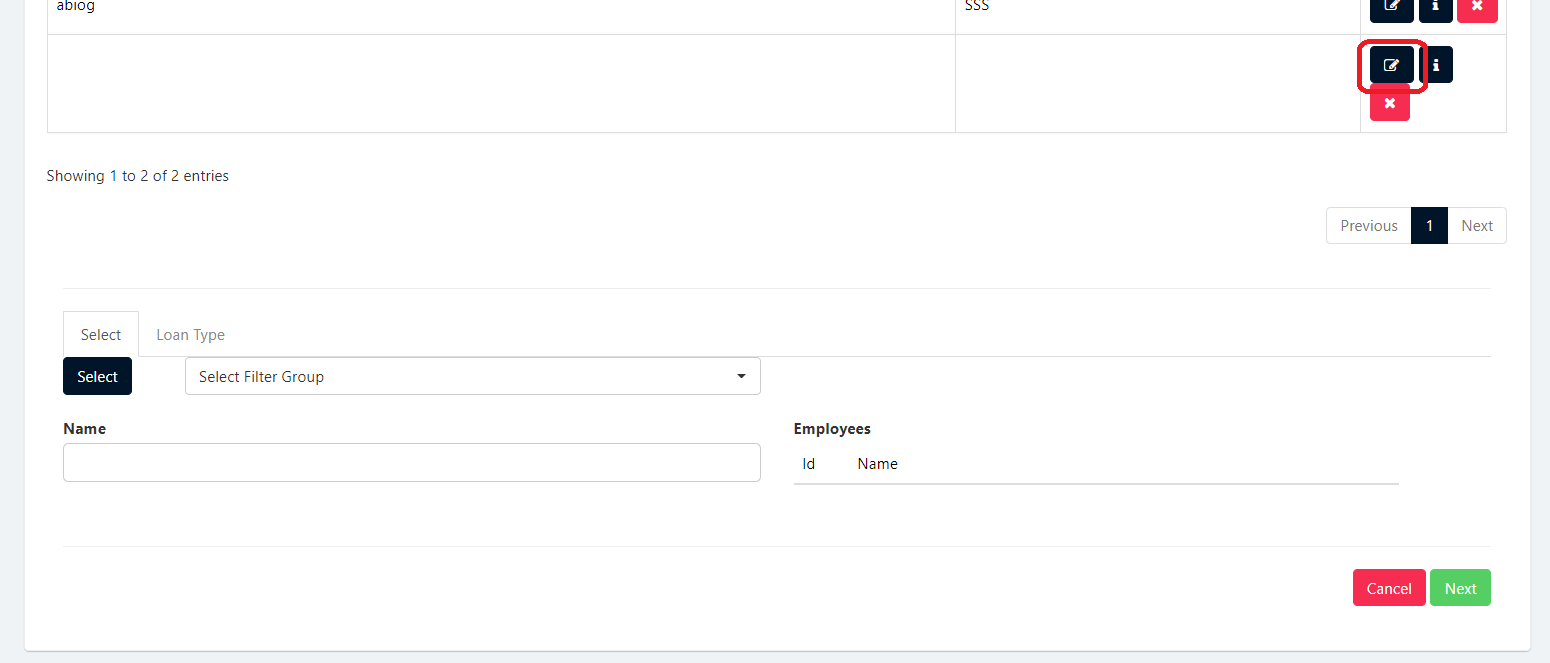 abiog SSS
Showing 1 to 2 of 2 entries
Previous 1 Next
Select Loan Type
Select Select Filter Group
Name Employees
Id Name
Cancel Next